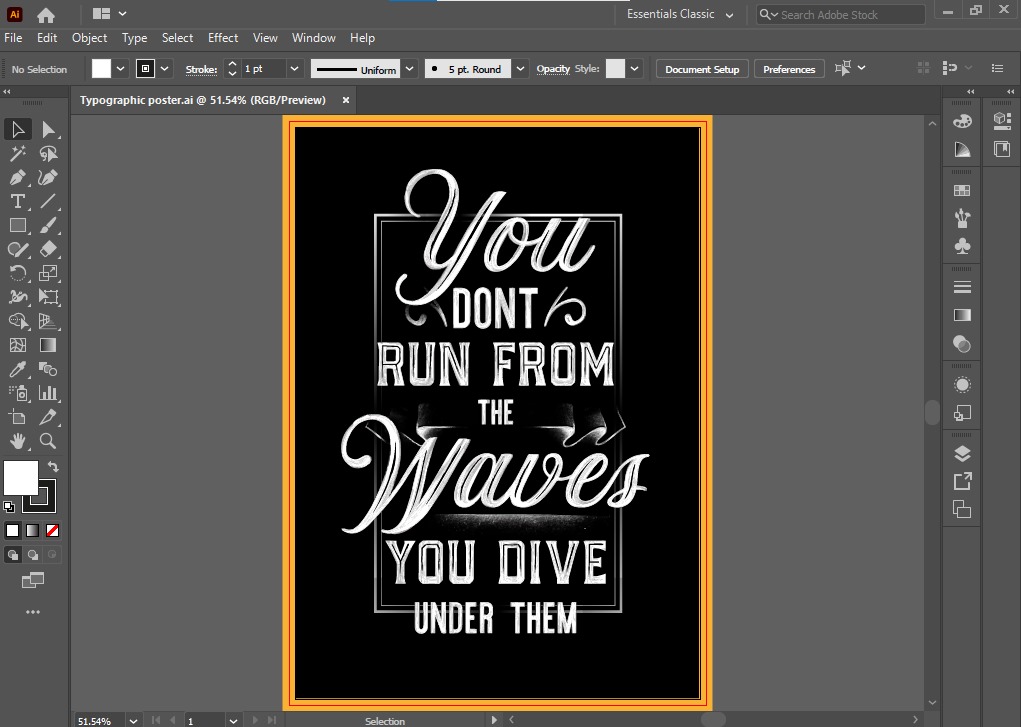 Ai
Essentials Classic
Search Adobe Stock
File Edit Object Type Select Effect View Window Help
No Selection Stroke: 1 pt Uniform 5 pt. Round Opacity Style: Document Setup Preferences
Typographic poster.ai @ 51.54% (RGB/Preview) ×
You
DONT
RUN FROM
THE
Waves
YOU DIVE
UNDER THEM
51.54% 1 Selection